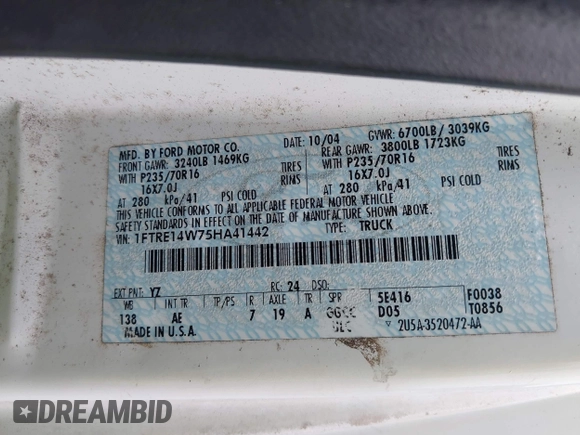 MFD. BY FORD MOTOR CO.
DATE: 10/04
GVWR: 6700LB/ 3039KG
FRONT GAWR: 3240LB 1469KG
REAR GAWR: 3800LB 1723KG
WITH P235/70R16 TIRES
WITH P235/70R16 TIRES
16X7.0J RIMS
16X7.0J RIMS
AT 280 kPa/41 PSI COLD
AT 280 kPa/41 PSI COLD
THIS VEHICLE CONFORMS TO ALL APPLICABLE FEDERAL MOTOR VEHICLE
SAFETY STANDARDS IN EFFECT ON THE DATE OF MANUFACTURE SHOWN ABOVE.
VIN: 1FTRE14W75HA41442
TYPE: TRUCK
EXT PNT: YZ RC: 24 DSO:
WB INT TR TP/PS R AXLE TR SPR 5E416 F0038
138 AE 7 19 A GGCC D05 T0856
MADE IN U.S.A. ULC
2U5A-3520472-AA
DREAMBID